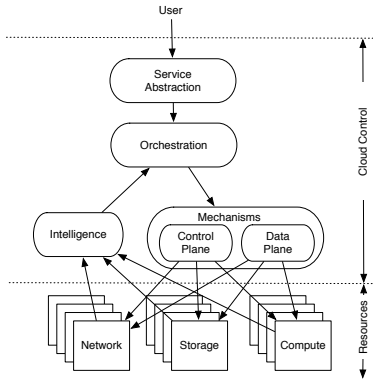 User
Service
Abstraction
Orchestration
Cloud Control
Mechanisms
Intelligence
Control
Plane
Data
Plane
Resources
Network
Storage
Compute